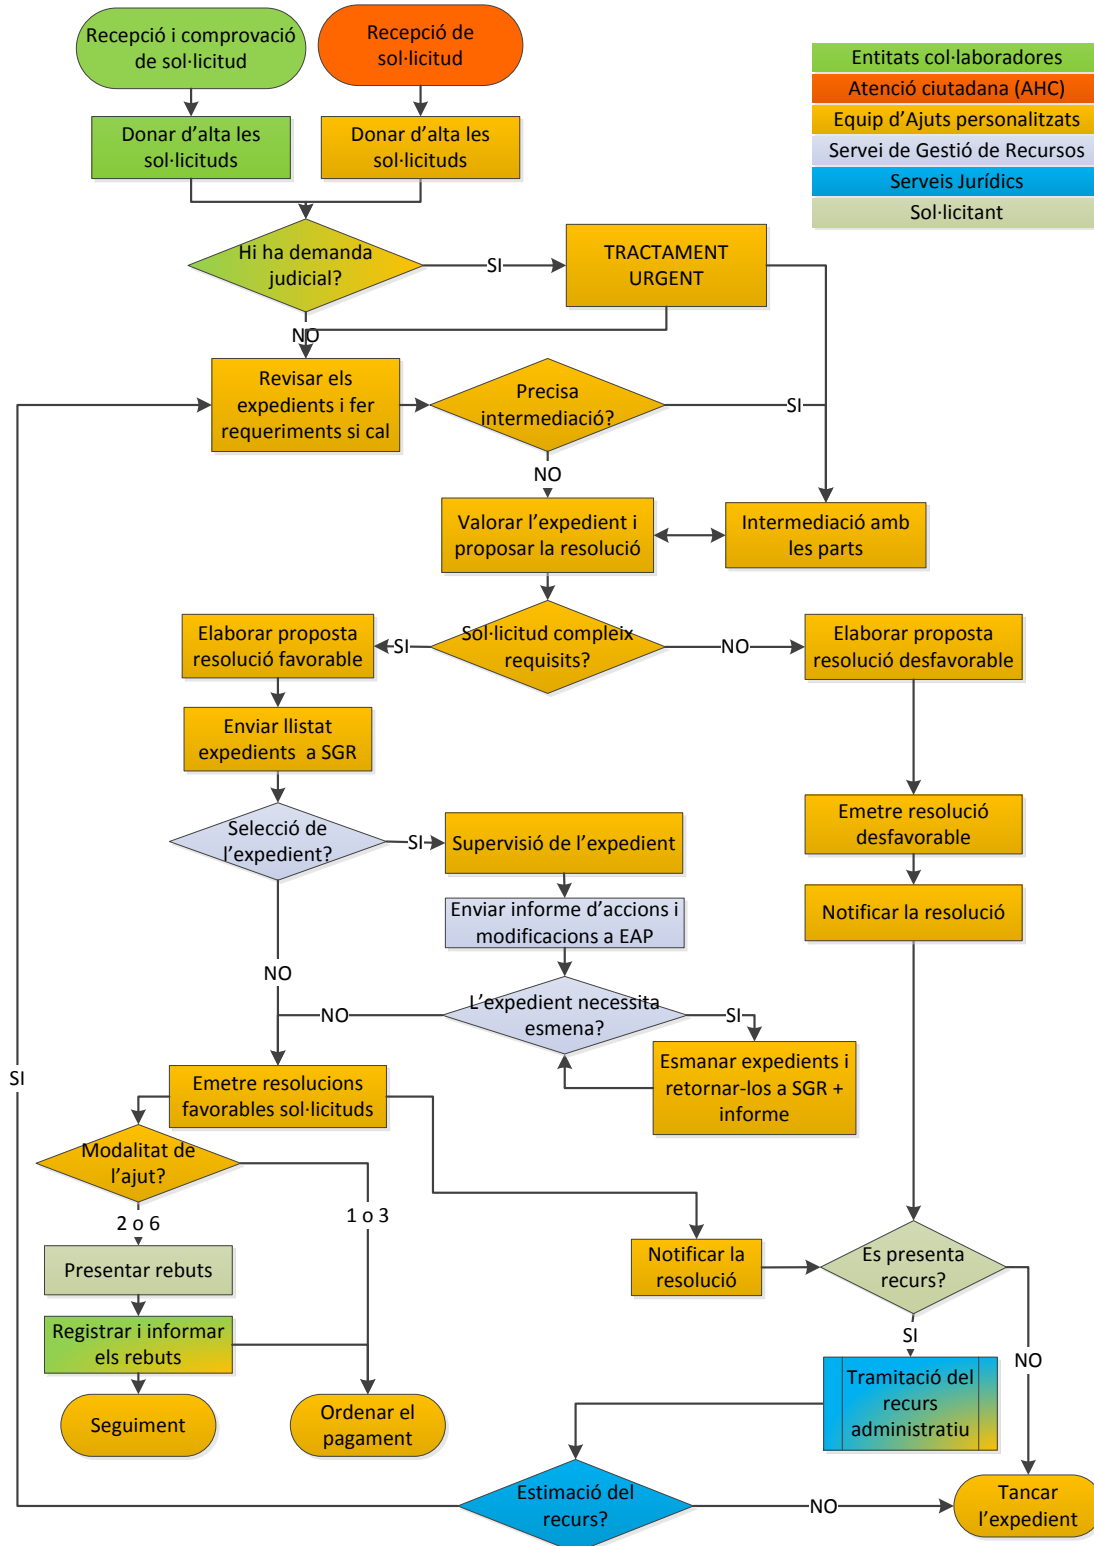 Recepció i comprovació
de sol·licitud
Recepció de
sol·licitud
Entitats col·laboradores
Atenció ciutadana (AHC)
Equip d'Ajuts personalitzats
Servei de Gestió de Recursos
Serveis Jurídics
Sol·licitant
Donar d'alta les
sol·licituds
Donar d'alta les
sol·licituds
Hi ha demanda
judicial?
SI
TRACTAMENT
URGENT
NO
Revisar els
expedients i fer
requeriments si cal
Precisa
intermediació?
SI
NO
Valorar l'expedient i
proposar la resolució
Intermediació amb
les parts
Elaborar proposta
resolució favorable
SI
Sol·licitud compleix
requisits?
NO
Elaborar proposta
resolució desfavorable
Enviar llistat
expedients a SGR
Selecció de
l'expedient?
SI
Supervisió de l'expedient
Emetre resolució
desfavorable
Enviar informe d'accions i
modificacions a EAP
Notificar la resolució
NO
NO
L'expedient necessita
esmena?
SI
Esmanar expedients i
retornar-los a SGR +
informe
SI
Emetre resolucions
favorables sol·licituds
Modalitat de
l'ajut?
2 o 6
1 o 3
Presentar rebuts
Notificar la
resolució
Es presenta
recurs?
Registrar i informar
els rebuts
SI
NO
Tramitació del
recurs
administratiu
Seguiment
Ordenar el
pagament
Estimació del
recurs?
NO
Tancar
l'expedient